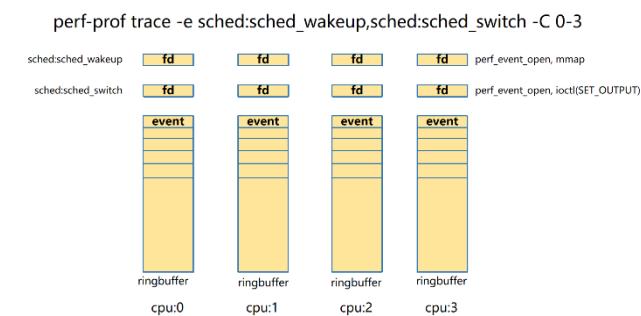 perf-prof trace -e sched:sched_wakeup,sched:sched_switch -C 0-3
sched:sched_wakeup fd fd fd fd perf_event_open, mmap
sched:sched_switch fd fd fd fd perf_event_open, ioctl(SET_OUTPUT)
event event event event
ringbuffer ringbuffer ringbuffer ringbuffer
cpu:0 cpu:1 cpu:2 cpu:3